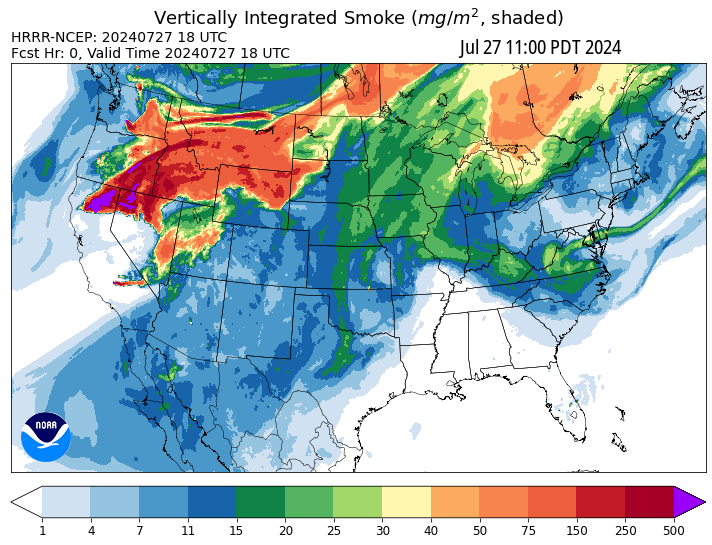 Vertically Integrated Smoke (mg/m², shaded)
HRRR-NCEP: 20240727 18 UTC
Fcst Hr: 0, Valid Time 20240727 18 UTC
Jul 27 11:00 PDT 2024
NOAA
1 4 7 11 15 20 25 30 40 50 75 150 250 500